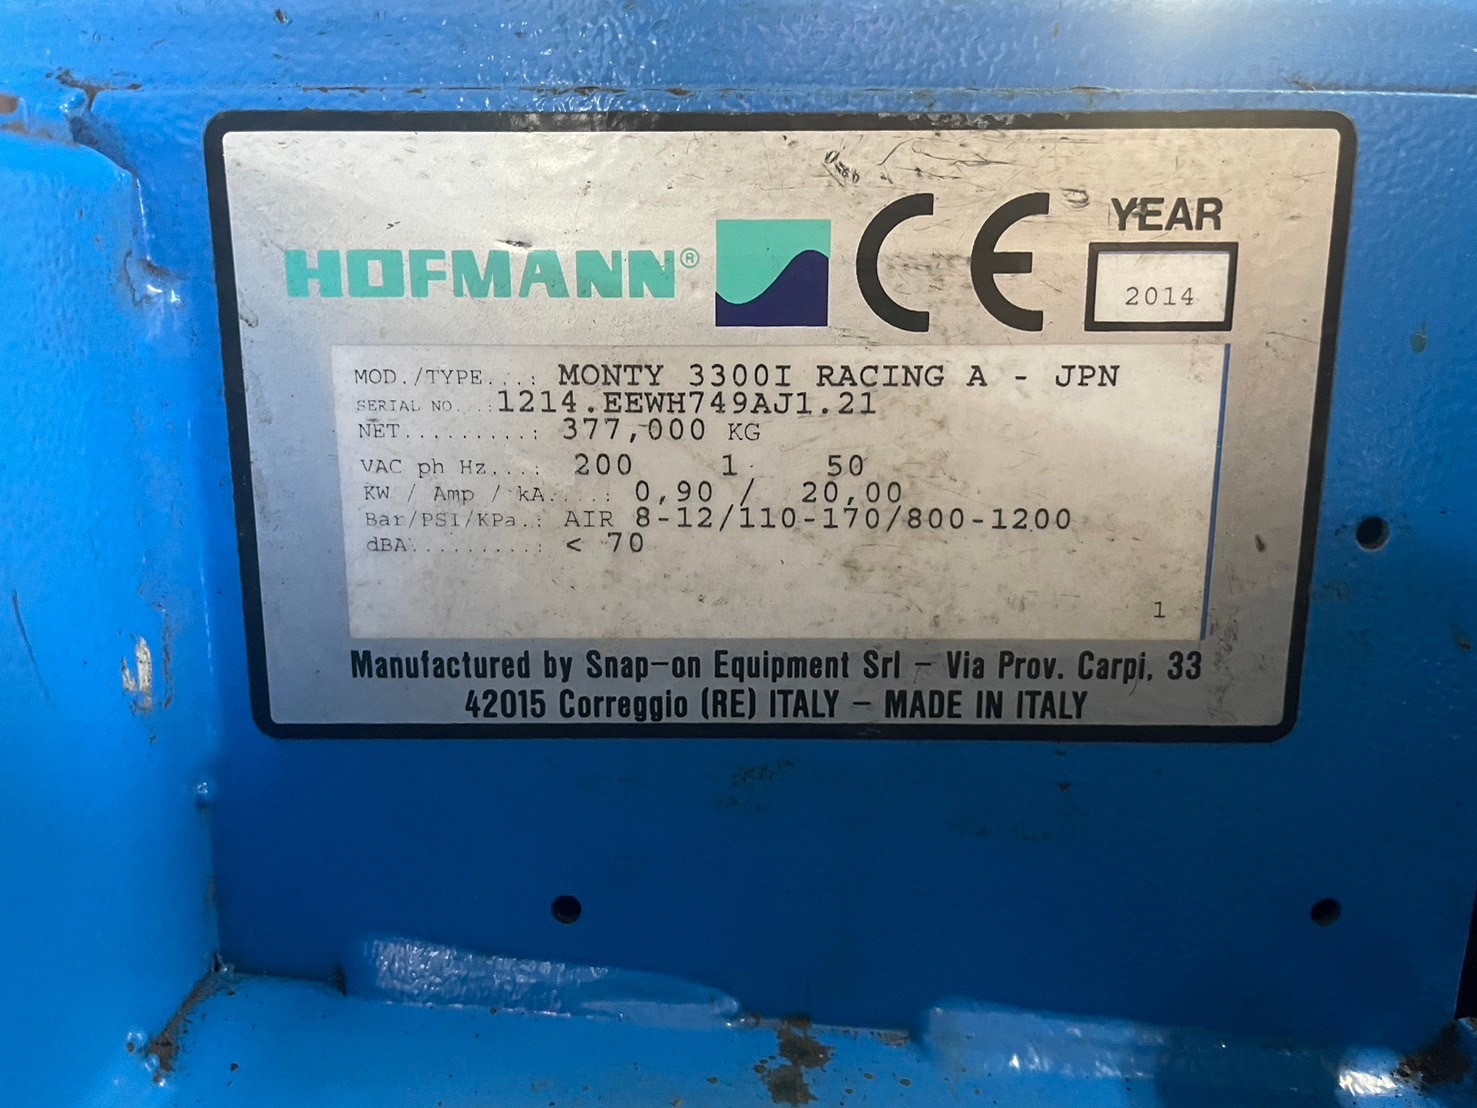 HOFMANN® CE YEAR
2014
MOD./TYPE...: MONTY 3300I RACING A - JPN
SERIAL NO...:1214.EEWH749AJ1.21
NET..........: 377,000 KG
VAC ph Hz....: 200 1 50
KW / Amp / kA....: 0,90 / 20,00
Bar/PSI/KPa.: AIR 8-12/110-170/800-1200
dBA..........: < 70
1
Manufactured by Snap-on Equipment Srl - Via Prov. Carpi, 33
42015 Correggio (RE) ITALY - MADE IN ITALY